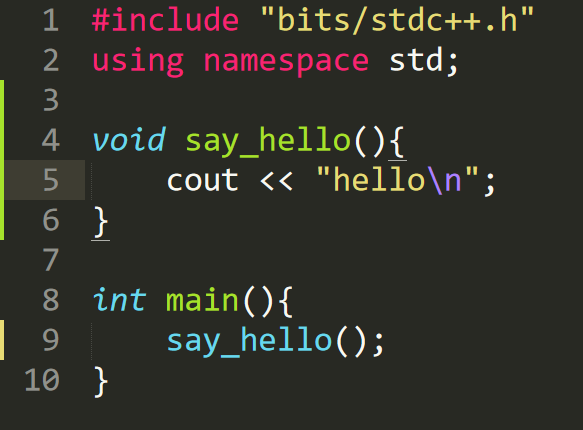 1 #include "bits/stdc++.h"
2 using namespace std;
3
4 void say_hello(){
5     cout << "hello\n";
6 }
7
8 int main(){
9     say_hello();
10 }